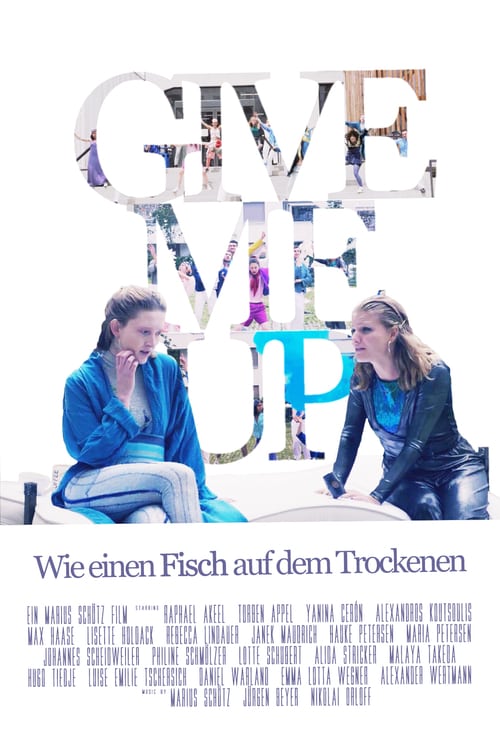 GIVE
ME
UP
Wie einen Fisch auf dem Trockenen
EIN MARIUS SCHÜTZ FILM STARRING RAPHAEL AKEEL TORBEN APPEL YANINA CERÓN ALEXANDROS KOUTSOULIS
MAX HAASE LISETTE HOLDACK REBECCA LINDAUER JANEK MAUDRICH HAUKE PETERSEN MARIA PETERSEN
JOHANNES SCHEIDWEILER PHILINE SCHMÖLZER LOTTE SCHUBERT ALIDA STRICKER MALAYA TAKEDA
HUGO TIEDJE LUISE EMILIE TSCHERSICH DANIEL WARLAND EMMA LOTTA WEGNER ALEXANDER WERTMANN
MUSIC BY MARIUS SCHÜTZ JÜRGEN BEYER NIKOLAI ORLOFF